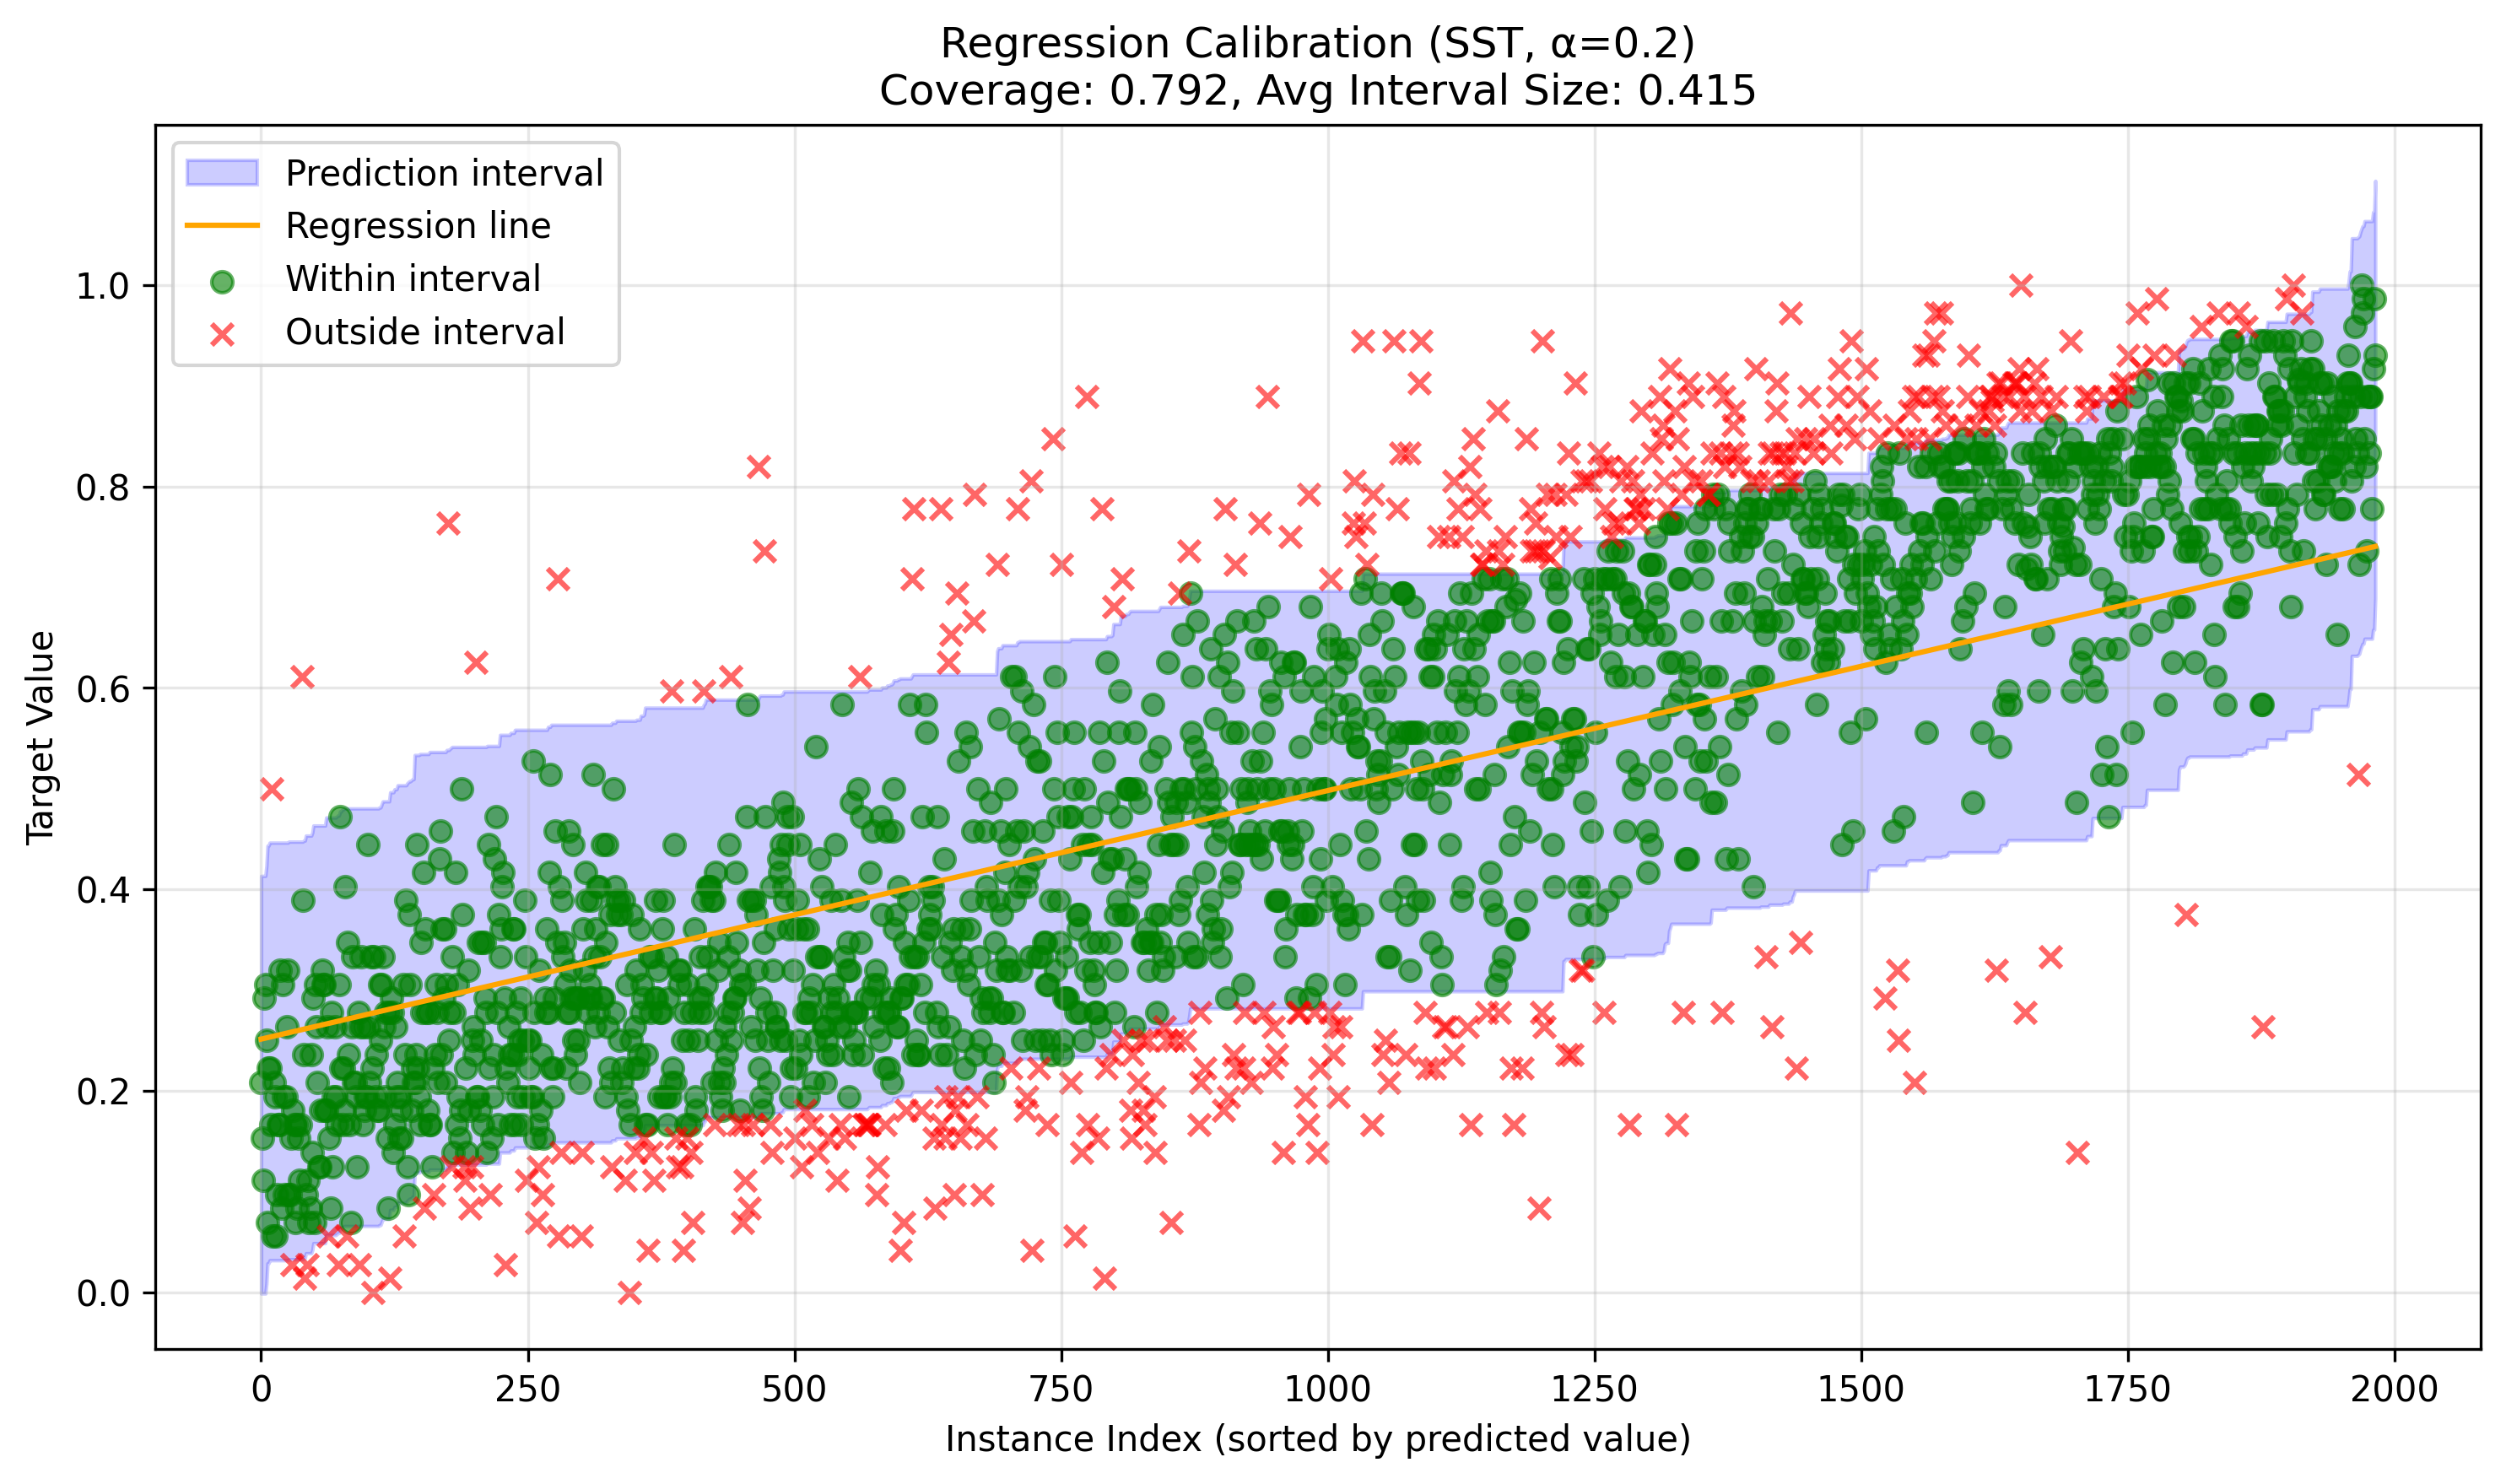 Regression Calibration (SST, α=0.2)
Coverage: 0.792, Avg Interval Size: 0.415
Prediction interval
Regression line
Within interval
Outside interval
Target Value
1.0
0.8
0.6
0.4
0.2
0.0
0 250 500 750 1000 1250 1500 1750 2000
Instance Index (sorted by predicted value)